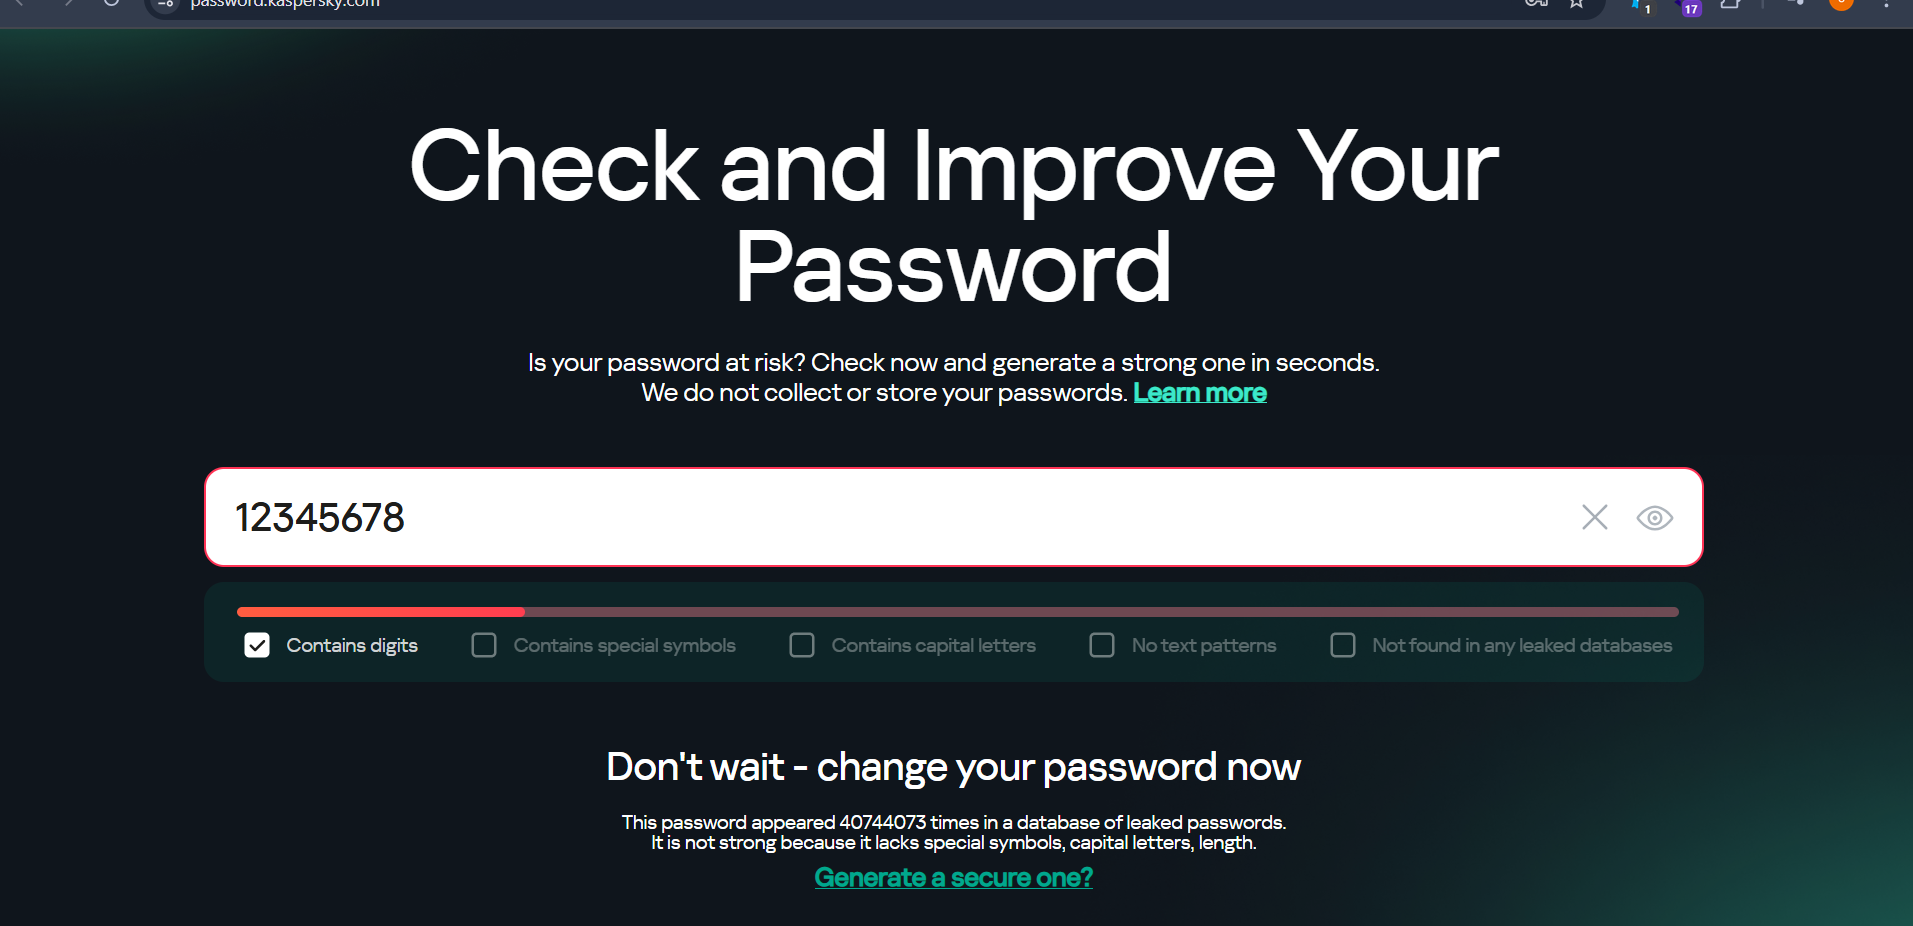 password.kaspersky.com
1
17
Check and Improve Your
Password
Is your password at risk? Check now and generate a strong one in seconds.
We do not collect or store your passwords. Learn more
12345678
Contains digits
Contains special symbols
Contains capital letters
No text patterns
Not found in any leaked databases
Don't wait - change your password now
This password appeared 40744073 times in a database of leaked passwords.
It is not strong because it lacks special symbols, capital letters, length.
Generate a secure one?